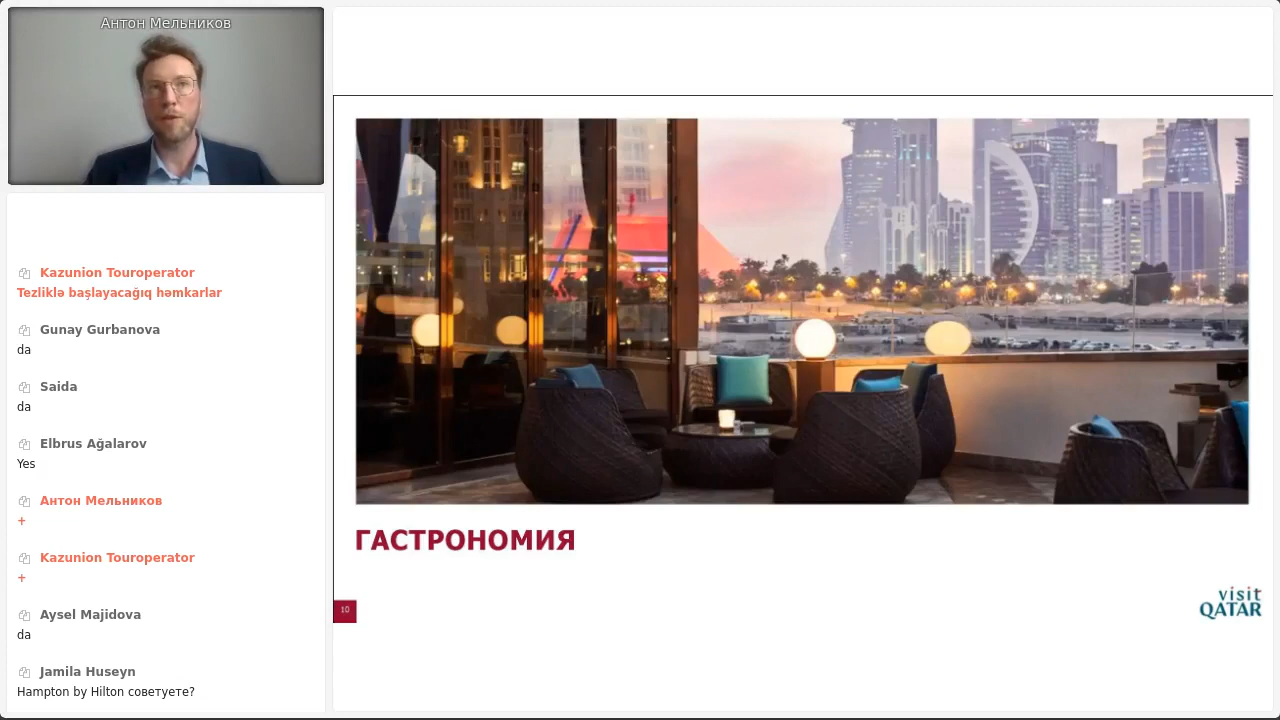 Антон Мельников
Kazunion Touroperator
Tezliklə başlayacağıq həmkarlar
Gunay Gurbanova
da
Saida
da
Elbrus Ağalarov
Yes
Антон Мельников
+
Kazunion Touroperator
+
Aysel Majidova
da
Jamila Huseyn
Hampton by Hilton советуете?
ГАСТРОНОМИЯ
10
visit
QATAR